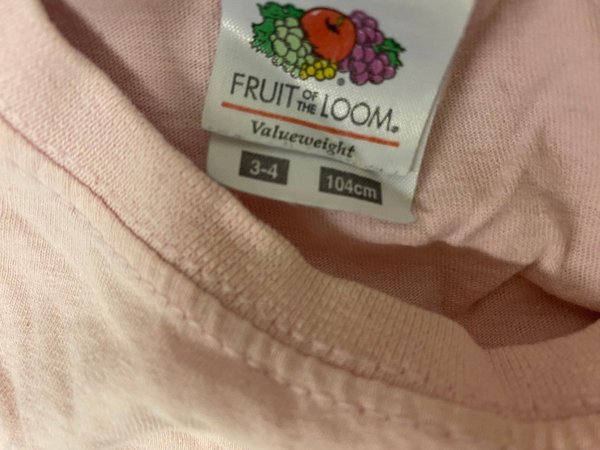 FRUIT OF THE LOOM®
Valueweight
3-4 104cm